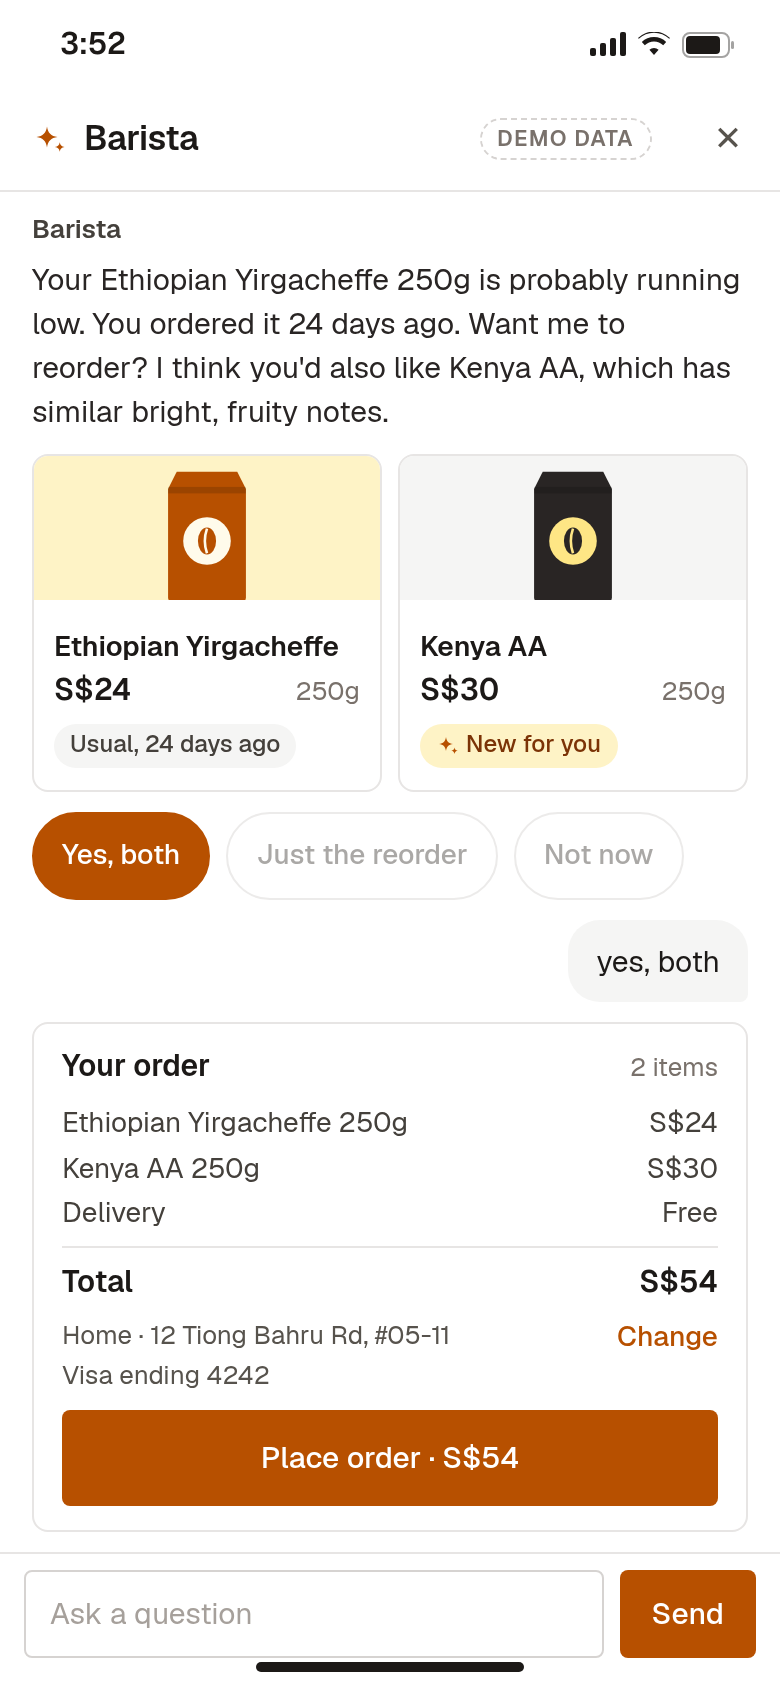 3:52
Barista
DEMO DATA
Barista
Your Ethiopian Yirgacheffe 250g is probably running
low. You ordered it 24 days ago. Want me to
reorder? I think you'd also like Kenya AA, which has
similar bright, fruity notes.
Ethiopian Yirgacheffe
S$24 250g
Usual, 24 days ago
Kenya AA
S$30 250g
New for you
Yes, both
Just the reorder
Not now
yes, both
Your order 2 items
Ethiopian Yirgacheffe 250g S$24
Kenya AA 250g S$30
Delivery Free
Total S$54
Home · 12 Tiong Bahru Rd, #05-11 Change
Visa ending 4242
Place order · S$54
Ask a question
Send